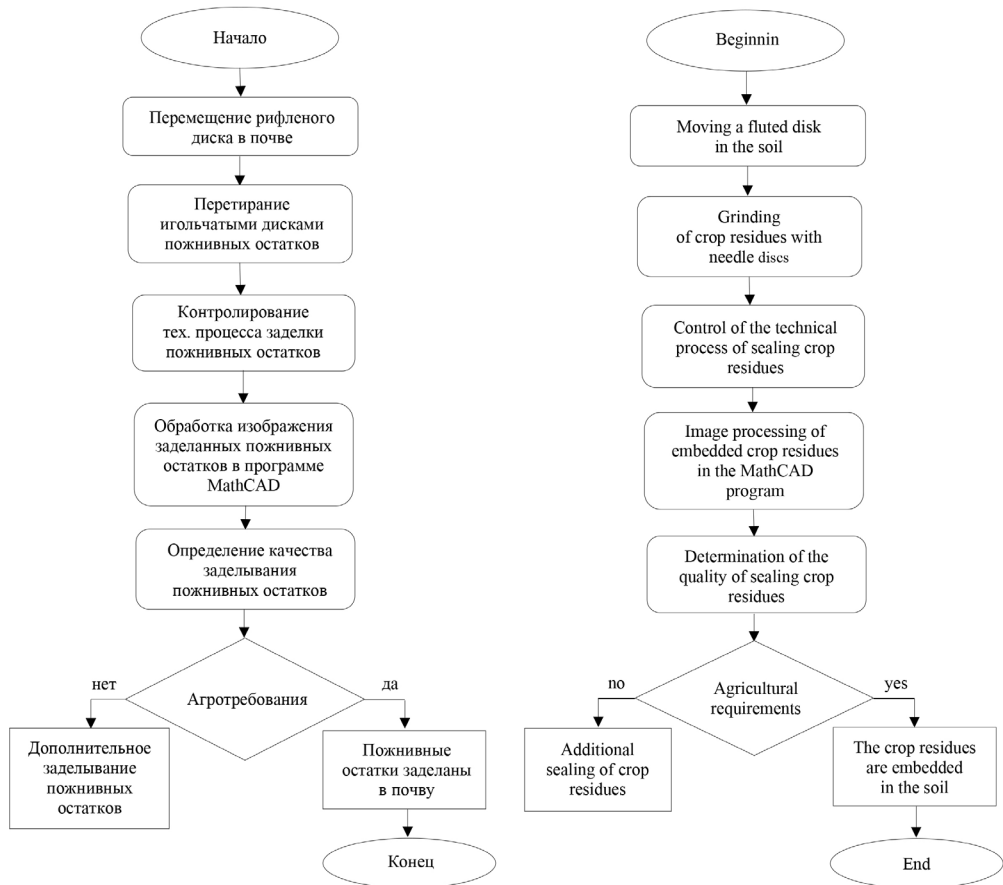 Начало
Перемещение рифленого
диска в почве
Перетирание
игольчатыми дисками
пожнивных остатков
Контролирование
тех. процесса заделки
пожнивных остатков
Обработка изображения
заделанных пожнивных
остатков в программе
MathCAD
Определение качества
заделывания
пожнивных остатков
нет
Агротребования
да
Дополнительное
заделывание
пожнивных
остатков
Пожнивные
остатки заделаны
в почву
Конец
Beginnin
Moving a fluted disk
in the soil
Grinding
of crop residues with
needle discs
Control of the technical
process of sealing crop
residues
Image processing of
embedded crop residues
in the MathCAD
program
Determination of the
quality of sealing crop
residues
no
Agricultural
requirements
yes
Additional
sealing of crop
residues
The crop residues
are embedded
in the soil
End